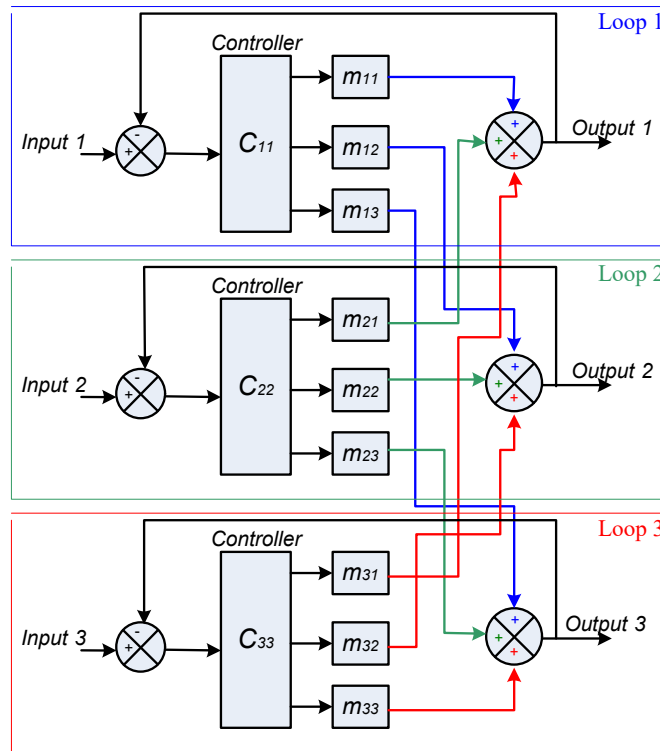 Loop 1
Controller
m11
Input 1
-
+
C11
m12
m13
+
+
+
Output 1
Loop 2
Controller
m21
Input 2
-
+
C22
m22
m23
+
+
+
Output 2
Loop 3
Controller
m31
Input 3
-
+
C33
m32
m33
+
+
+
Output 3